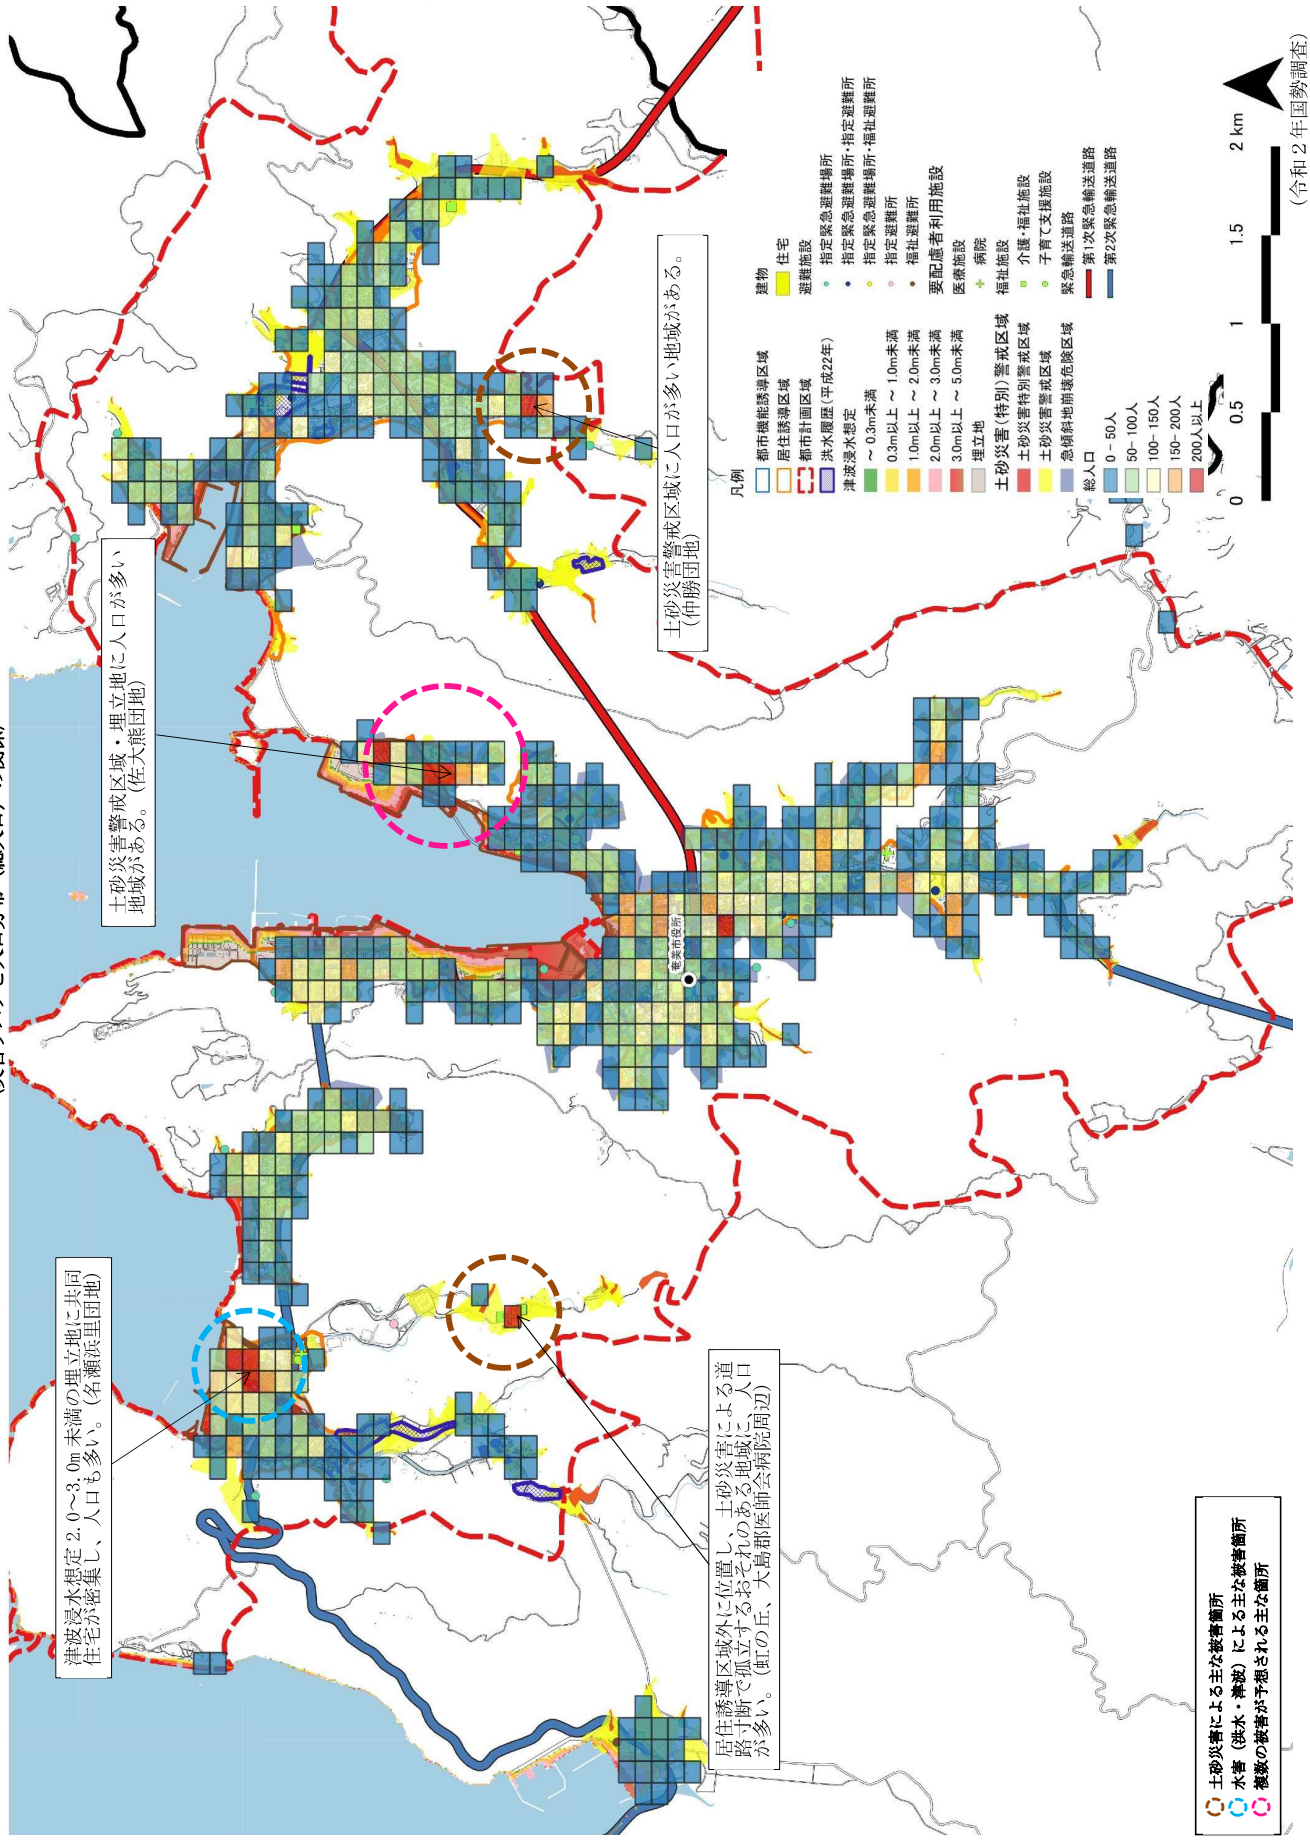 津波浸水想定 2.0～3.0m 未満の埋立地に共同
住宅が密集し、人口も多い。（名瀬浜里団地）
土砂災害警戒区域・埋立地に人口が多い
地域がある。（佐大熊団地）
土砂災害警戒区域に人口が多い地域がある。
（仲勝団地）
居住誘導区域外に位置し、土砂災害による道
路寸断で孤立するおそれのある地域に、人口
が多い。（虹の丘、大島郡医師会病院周辺）
奄美市役所
凡例
都市機能誘導区域
居住誘導区域
都市計画区域
洪水履歴(平成22年)
津波浸水想定
～ 0.3m未満
0.3m以上 ～ 1.0m未満
1.0m以上 ～ 2.0m未満
2.0m以上 ～ 3.0m未満
3.0m以上 ～ 5.0m未満
埋立地
土砂災害(特別)警戒区域
土砂災害特別警戒区域
土砂災害警戒区域
急傾斜地崩壊危険区域
総人口
0 - 50人
50-100人
100-150人
150-200人
200人以上
建物
住宅
避難施設
指定緊急避難場所
指定緊急避難場所・指定避難所
指定緊急避難場所・福祉避難所
指定避難所
福祉避難所
要配慮者利用施設
医療施設
病院
福祉施設
介護・福祉施設
子育て支援施設
緊急輸送道路
第1次緊急輸送道路
第2次緊急輸送道路
0 0.5 1 1.5 2 km
(令和２年国勢調査)
土砂災害による主な被害箇所
水害（洪水・津波）による主な被害箇所
複数の被害が予想される主な箇所